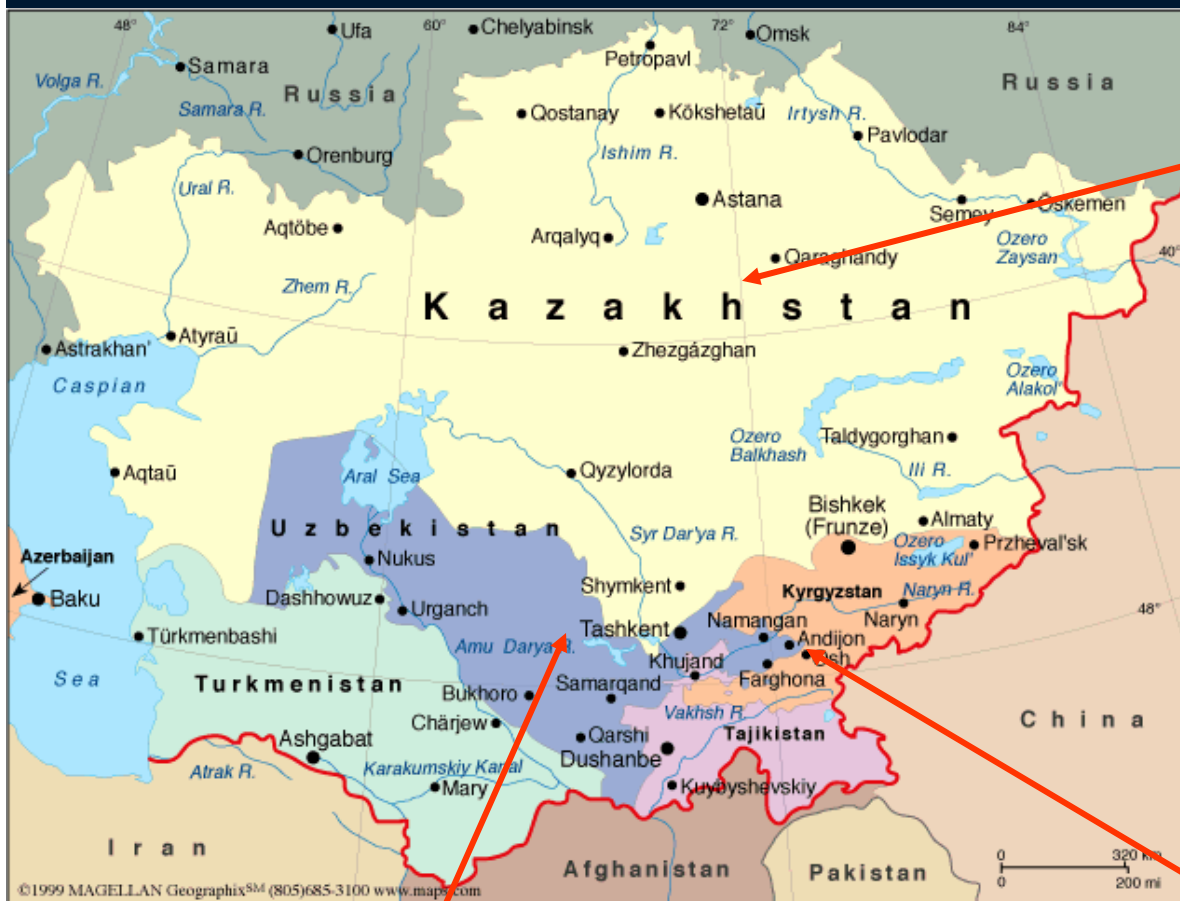 48°
60°
72°
84°
Ufa
Chelyabinsk
Omsk
Petropavl
Volga R.
Samara
Russia
Russia
Samara R.
Qostanay
Kökshetaū
Irtysh R.
Pavlodar
Orenburg
Ishim R.
Ural R.
Astana
Semey
Öskemen
Aqtöbe
Arqalyq
Qaraghandy
Ozero
Zaysan
40°
Zhem R.
Kazakhstan
Atyraū
Astrakhan'
Zhezgázghan
Caspian
Ozero
Alakol'
Ozero
Balkhash
Taldygorghan
Aqtaū
Aral Sea
Qyzylorda
Ili R.
Bishkek
(Frunze)
Almaty
Uzbekistan
Syr Dar'ya R.
Ozero
Issyk Kul'
Przheval'sk
Azerbaijan
Nukus
Baku
Dashhowuz
Urganch
Shymkent
Kyrgyzstan
Naryn R.
48°
Türkmenbashi
Tashkent
Namangan
Naryn
Amu Darya R.
Andijon
Osh
Khujand
Farghona
Sea
Turkmenistan
Bukhoro
Samarqand
Chärjew
Vakhsh R.
China
Qarshi
Tajikistan
Ashgabat
Dushanbe
Atrak R.
Karakumskiy Kanal
Mary
Kuybyshevskiy
Iran
Afghanistan
Pakistan
0
320 km
0
200 mi
©1999 MAGELLAN Geographix℠ (805)685-3100 www.maps.com